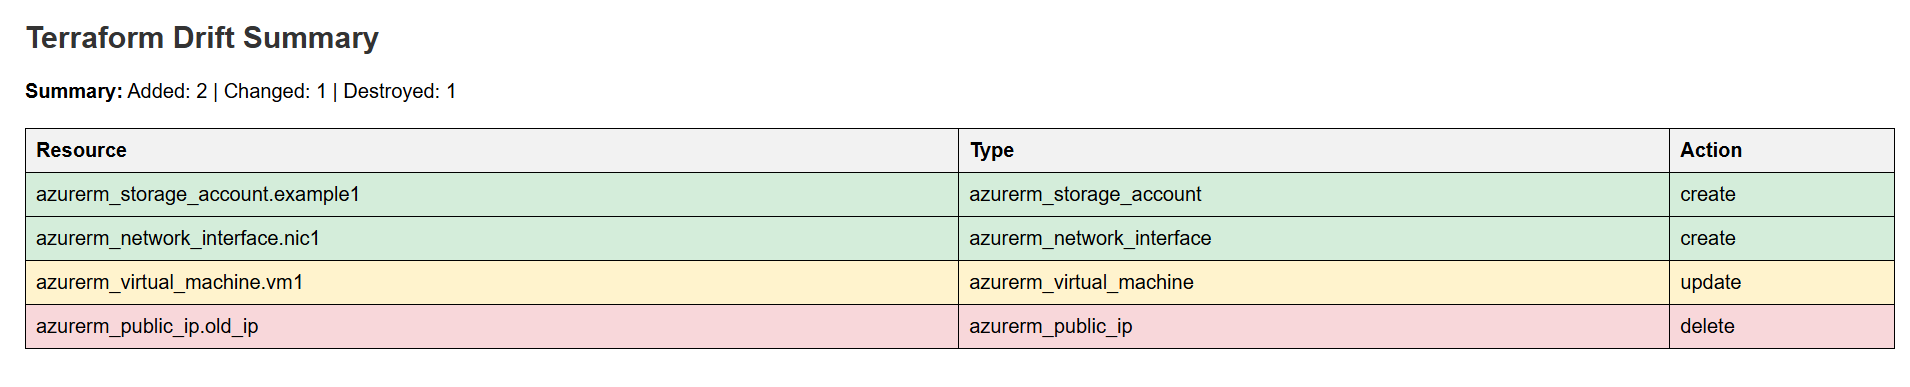 Terraform Drift Summary
Summary: Added: 2 | Changed: 1 | Destroyed: 1
Resource Type Action
azurerm_storage_account.example1 azurerm_storage_account create
azurerm_network_interface.nic1 azurerm_network_interface create
azurerm_virtual_machine.vm1 azurerm_virtual_machine update
azurerm_public_ip.old_ip azurerm_public_ip delete